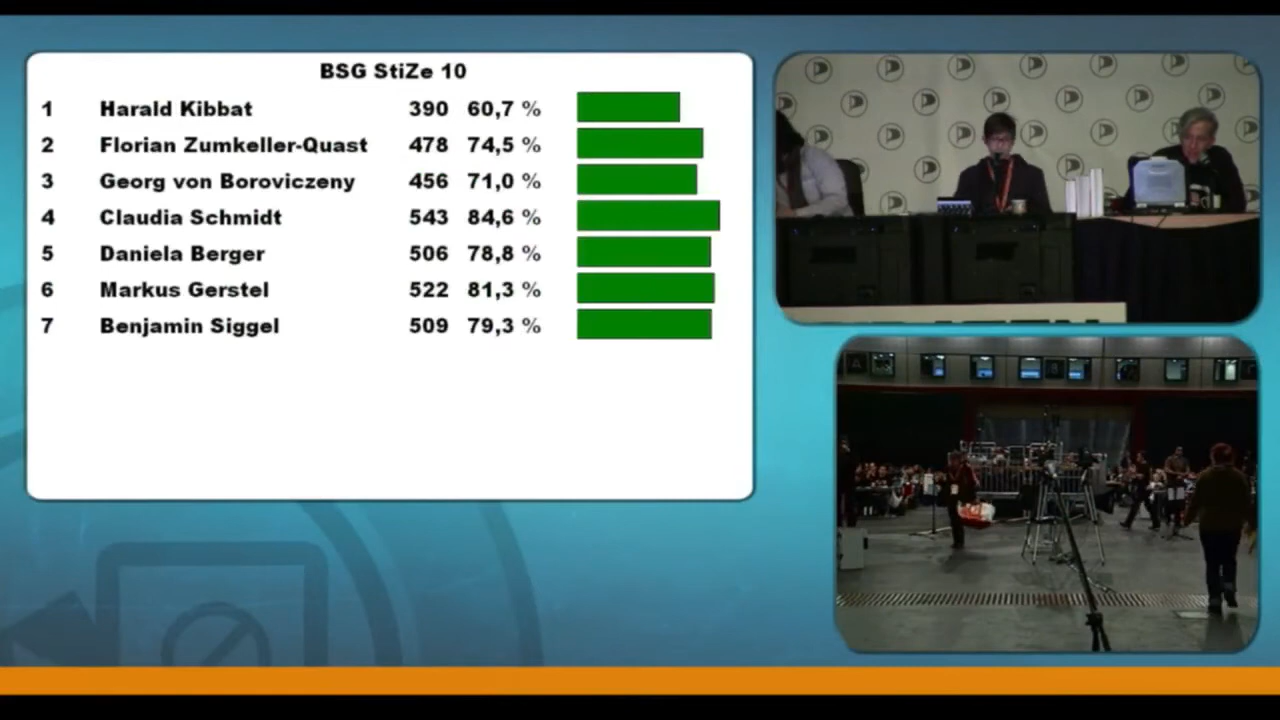 BSG StiZe 10
1 Harald Kibbat 390 60,7 %
2 Florian Zumkeller-Quast 478 74,5 %
3 Georg von Boroviczeny 456 71,0 %
4 Claudia Schmidt 543 84,6 %
5 Daniela Berger 506 78,8 %
6 Markus Gerstel 522 81,3 %
7 Benjamin Siggel 509 79,3 %